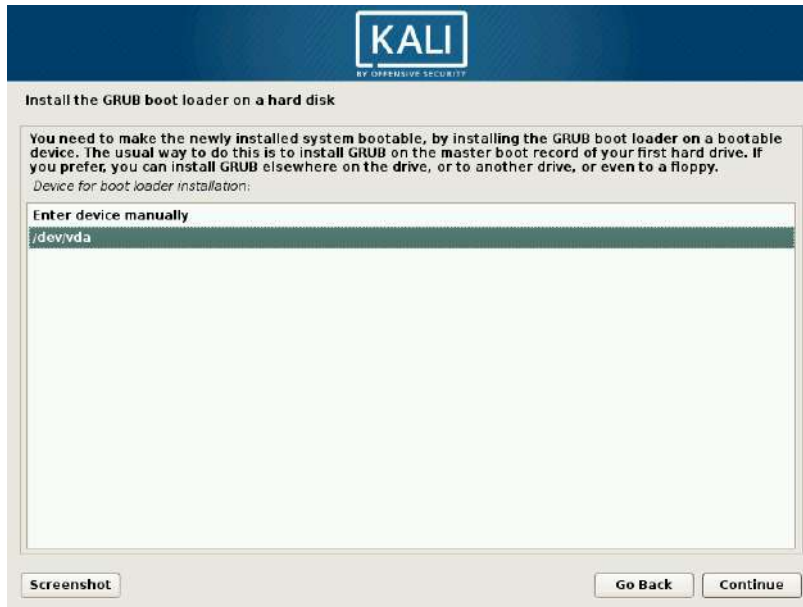 KALI
BY OFFENSIVE SECURITY
Install the GRUB boot loader on a hard disk
You need to make the newly installed system bootable, by installing the GRUB boot loader on a bootable
device. The usual way to do this is to install GRUB on the master boot record of your first hard drive. If
you prefer, you can install GRUB elsewhere on the drive, or to another drive, or even to a floppy.
Device for boot loader installation:
Enter device manually
/dev/vda
Screenshot
Go Back
Continue